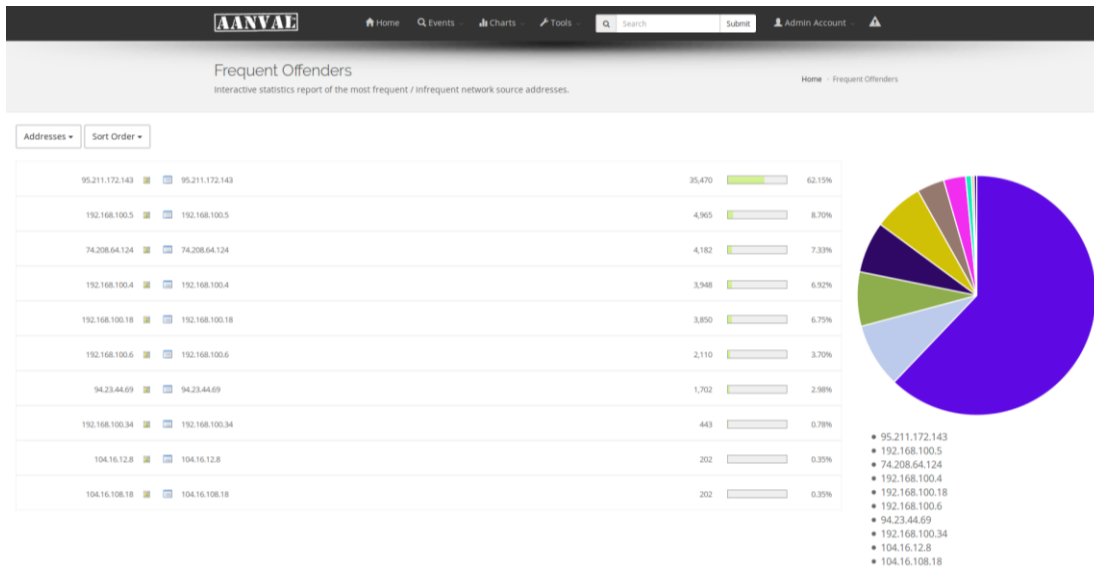 AANVAL Home Events Charts Tools Search Submit Admin Account
Frequent Offenders
Interactive statistics report of the most frequent / infrequent network source addresses.
Home Frequent Offenders
Addresses Sort Order
95.211.172.143 95.211.172.143 35,470 62.15%
192.168.100.5 192.168.100.5 4,965 8.70%
74.208.64.124 74.208.64.124 4,182 7.33%
192.168.100.4 192.168.100.4 3,948 6.92%
192.168.100.18 192.168.100.18 3,850 6.75%
192.168.100.6 192.168.100.6 2,110 3.70%
94.23.44.69 94.23.44.69 1,702 2.98%
192.168.100.34 192.168.100.34 443 0.78%
104.16.12.8 104.16.12.8 202 0.35%
104.16.108.18 104.16.108.18 202 0.35%
95.211.172.143
192.168.100.5
74.208.64.124
192.168.100.4
192.168.100.18
192.168.100.6
94.23.44.69
192.168.100.34
104.16.12.8
104.16.108.18